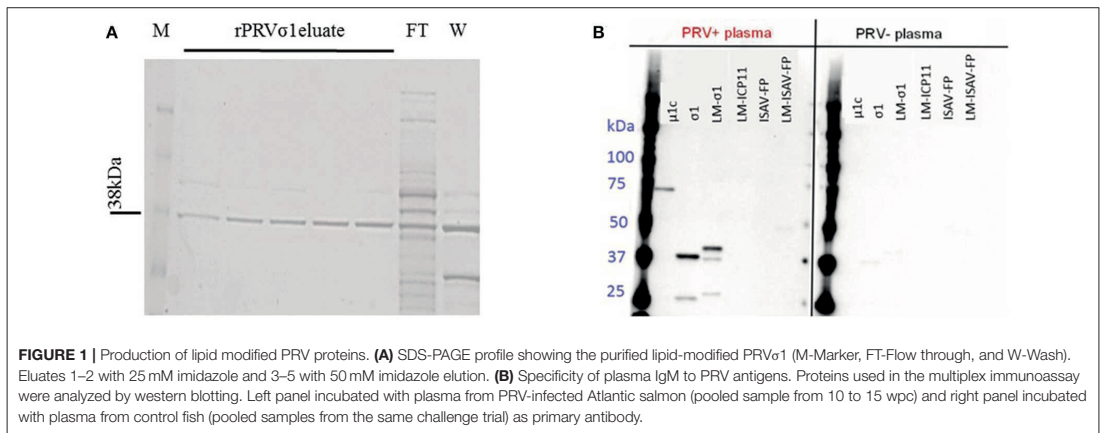 A
M
rPRVσ1eluate
FT
W
38kDa
B
PRV+ plasma
PRV- plasma
μ1c
σ1
LM-σ1
LM-ICP11
ISAV-FP
LM-ISAV-FP
μ1c
σ1
LM-σ1
LM-ICP11
ISAV-FP
LM-ISAV-FP
kDa
100
75
50
37
25
FIGURE 1 | Production of lipid modified PRV proteins. (A) SDS-PAGE profile showing the purified lipid-modified PRVσ1 (M-Marker, FT-Flow through, and W-Wash).
Eluates 1–2 with 25 mM imidazole and 3–5 with 50 mM imidazole elution. (B) Specificity of plasma IgM to PRV antigens. Proteins used in the multiplex immunoassay
were analyzed by western blotting. Left panel incubated with plasma from PRV-infected Atlantic salmon (pooled sample from 10 to 15 wpc) and right panel incubated
with plasma from control fish (pooled samples from the same challenge trial) as primary antibody.